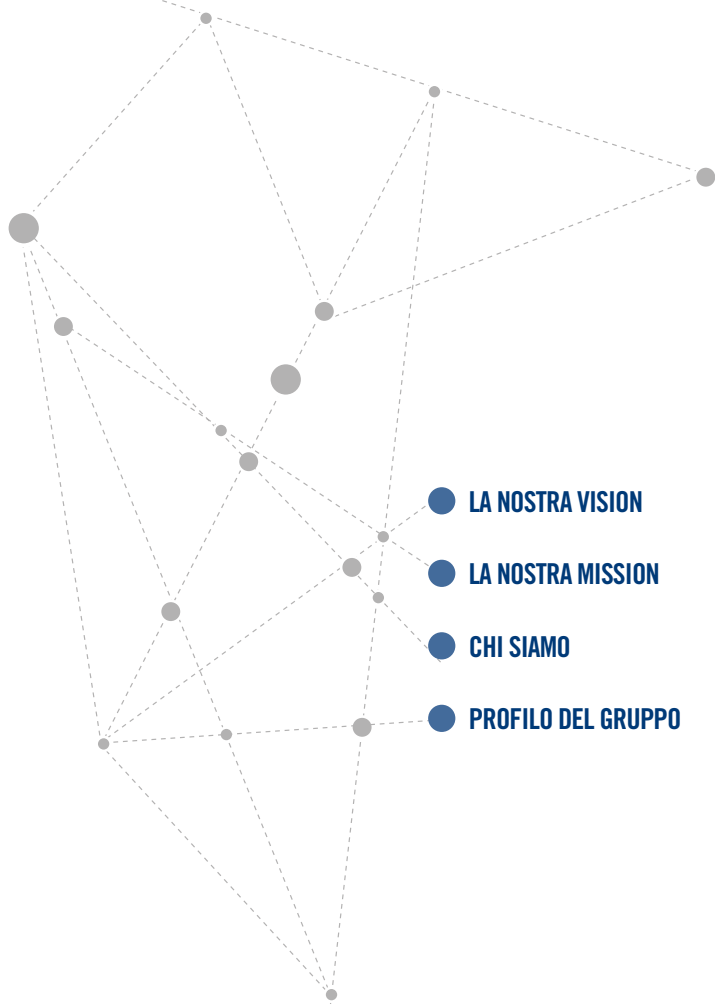 LA NOSTRA VISION
LA NOSTRA MISSION
CHI SIAMO
PROFILO DEL GRUPPO